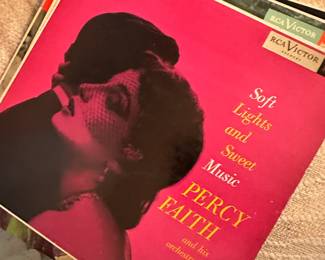 RCA VICTOR
RCA VICTOR
Soft
Lights
and
Sweet
Music
PERCY
FAITH
and his
orchestra